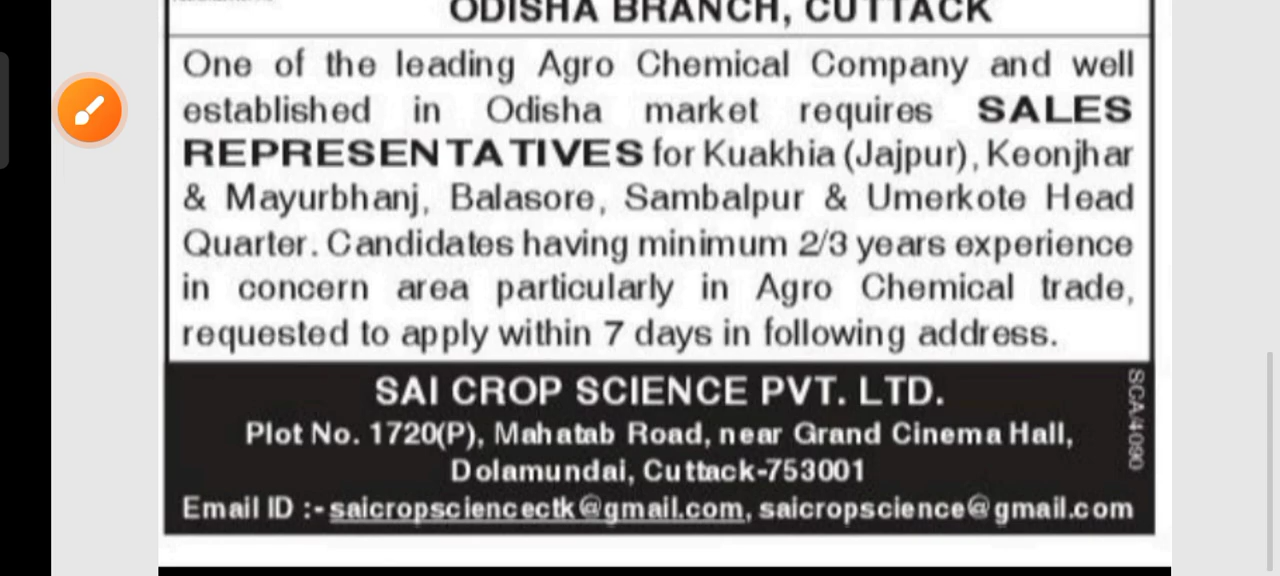 ODISHA BRANCH, CUTTACK
One of the leading Agro Chemical Company and well
established in Odisha market requires SALES
REPRESENTATIVES for Kuakhia (Jajpur), Keonjhar
& Mayurbhanj, Balasore, Sambalpur & Umerkote Head
Quarter. Candidates having minimum 2/3 years experience
in concern area particularly in Agro Chemical trade,
requested to apply within 7 days in following address.
SAI CROP SCIENCE PVT. LTD.
Plot No. 1720(P), Mahatab Road, near Grand Cinema Hall,
Dolamundai, Cuttack-753001
Email ID :- saicropsciencectk@gmail.com, saicropscience@gmail.com
SCA/4090